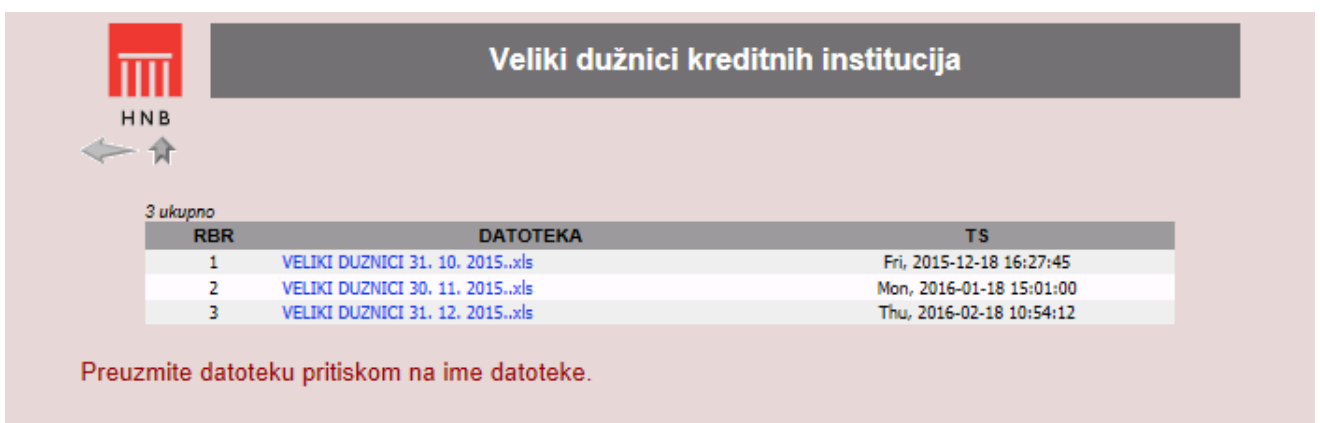 Veliki dužnici kreditnih institucija
HNB
3 ukupno
RBR DATOTEKA TS
1 VELIKI DUZNICI 31. 10. 2015..xls Fri, 2015-12-18 16:27:45
2 VELIKI DUZNICI 30. 11. 2015..xls Mon, 2016-01-18 15:01:00
3 VELIKI DUZNICI 31. 12. 2015..xls Thu, 2016-02-18 10:54:12
Preuzmite datoteku pritiskom na ime datoteke.